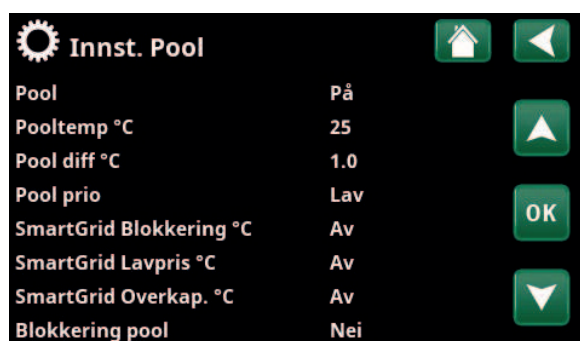 Innst. Pool
Pool På
Pooltemp °C 25
Pool diff °C 1.0
Pool prio Lav
SmartGrid Blokkering °C Av
SmartGrid Lavpris °C Av
SmartGrid Overkap. °C Av
Blokkering pool Nei
OK